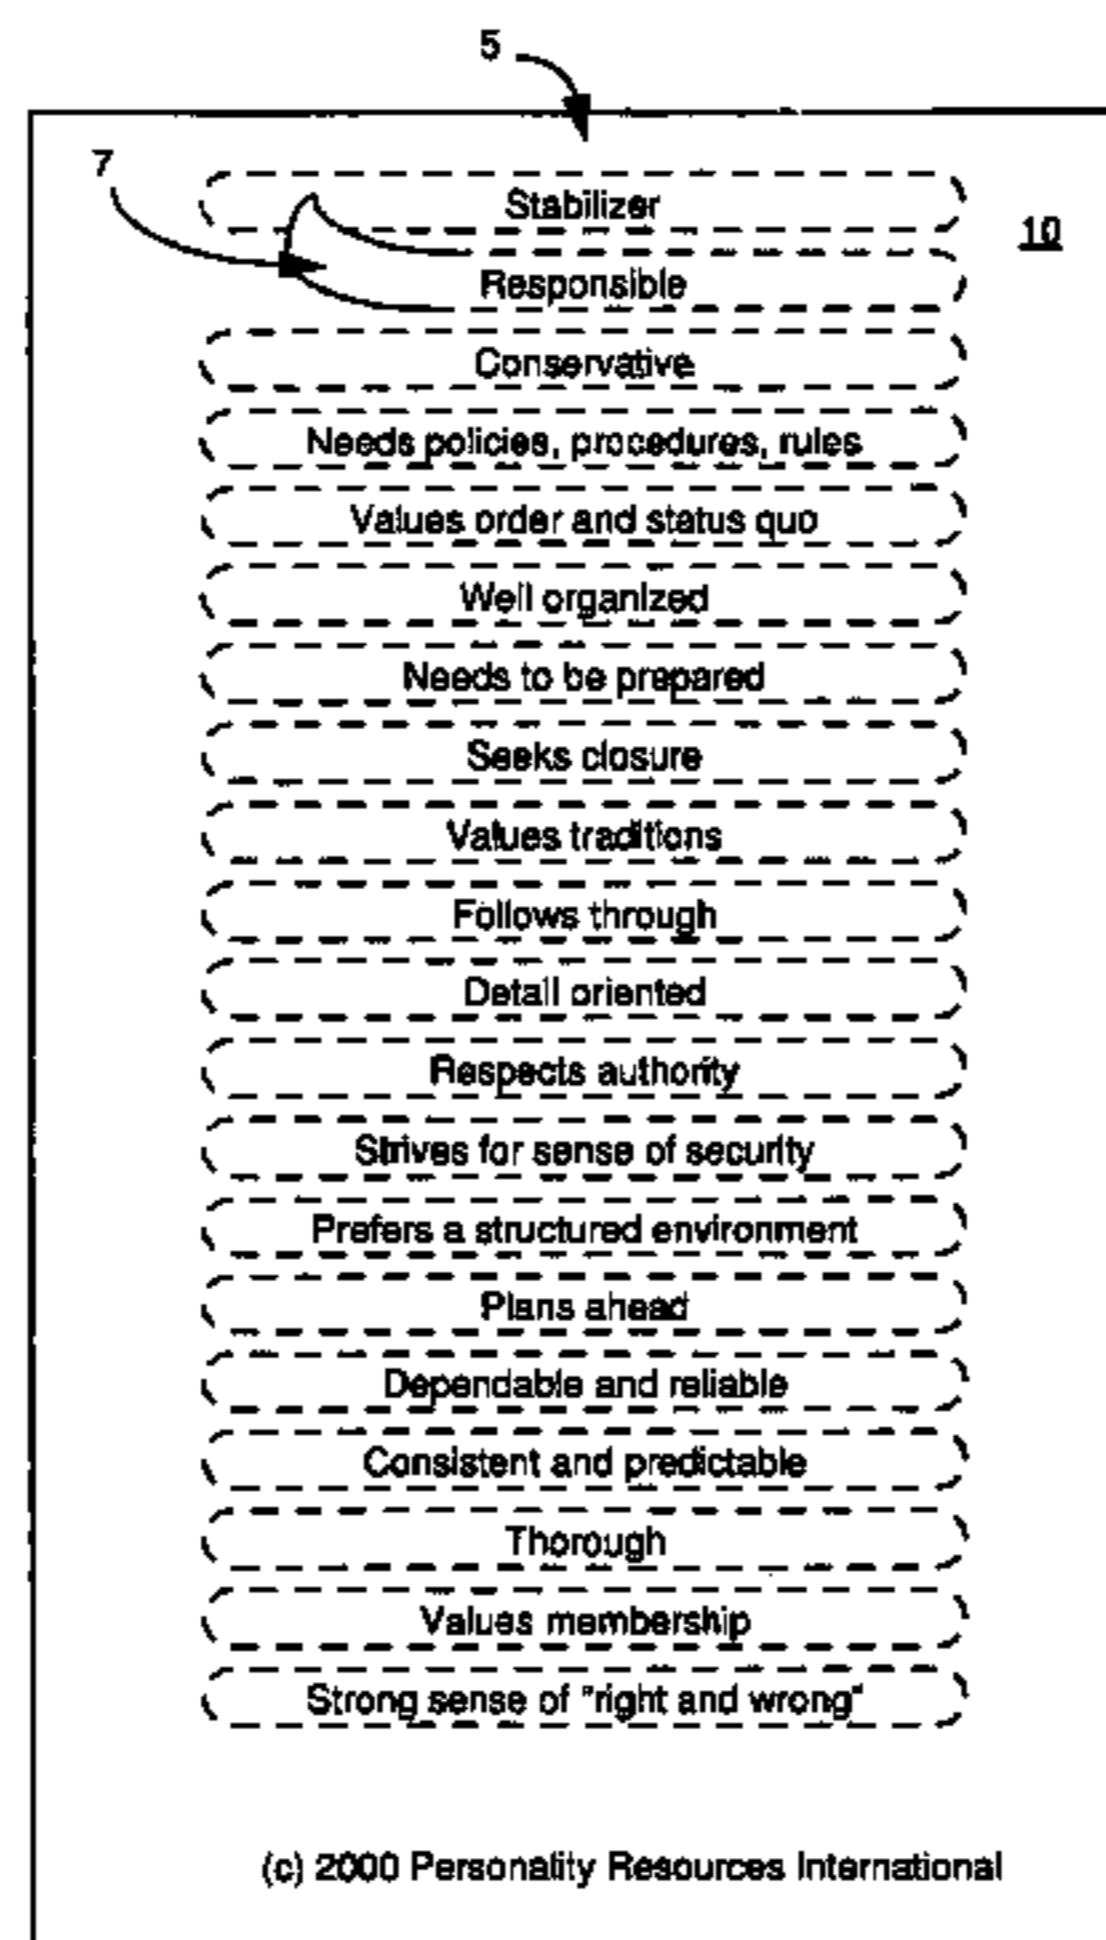 5
7
Stabilizer
10
Responsible
Conservative
Needs policies, procedures, rules
Values order and status quo
Well organized
Needs to be prepared
Seeks closure
Values traditions
Follows through
Detail oriented
Respects authority
Strives for sense of security
Prefers a structured environment
Plans ahead
Dependable and reliable
Consistent and predictable
Thorough
Values membership
Strong sense of "right and wrong"
(c) 2000 Personality Resources International